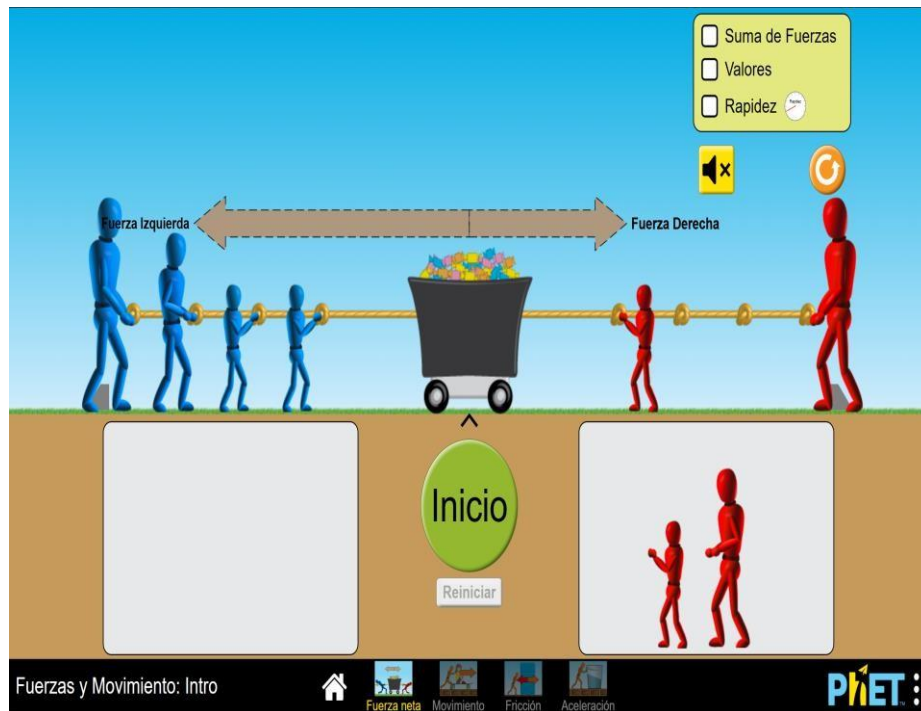 Suma de Fuerzas
Valores
Rapidez
Fuerza Izquierda
Fuerza Derecha
Inicio
Reiniciar
Fuerzas y Movimiento: Intro
Fuerza neta
Movimiento
Fricción
Aceleración
PhET